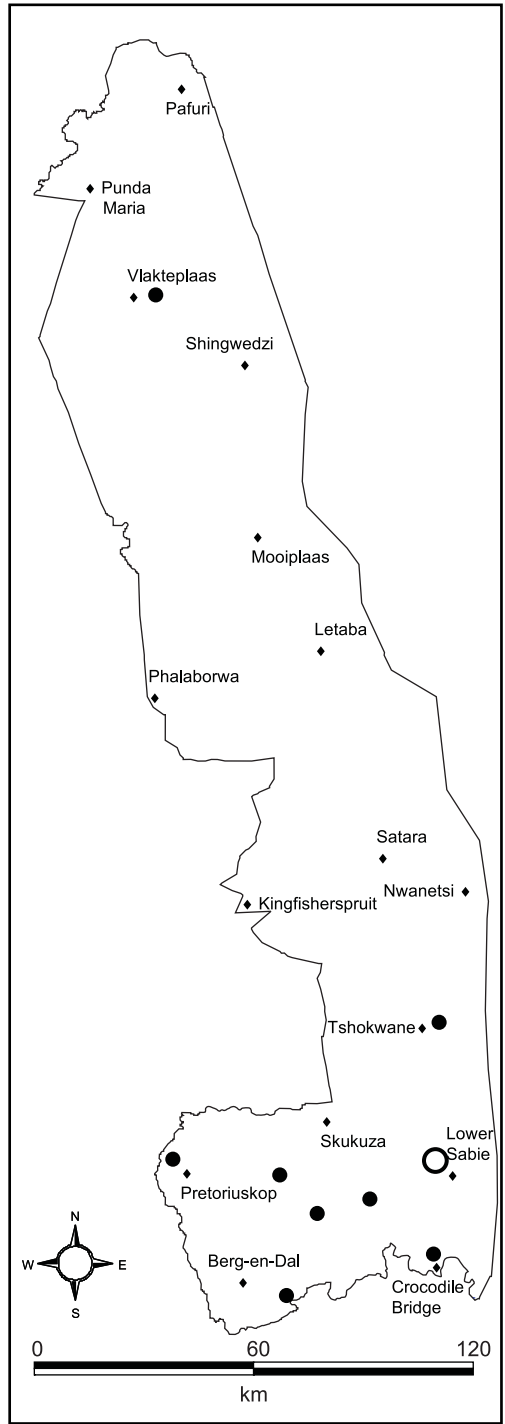 Pafuri
Punda
Maria
Vlakteplaas
Shingwedzi
Mooiplaas
Letaba
Phalaborwa
Satara
Nwanetsi
Kingfisherspruit
Tshokwane
Skukuza
Lower
Sabie
Pretoriuskop
N
W E
S
Berg-en-Dal
Crocodile
Bridge
0 60 120
km